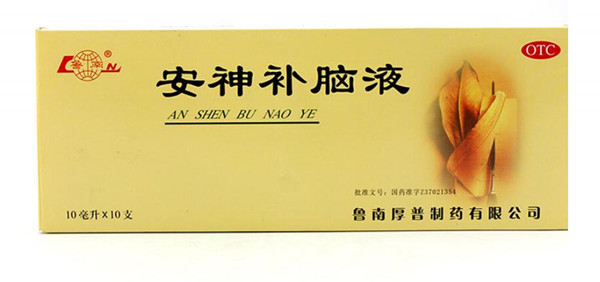 鲁南
N
®
OTC
安神补脑液
AN SHEN BU NAO YE
批准文号：国药准字Z37021354
10毫升×10支
鲁南厚普制药有限公司